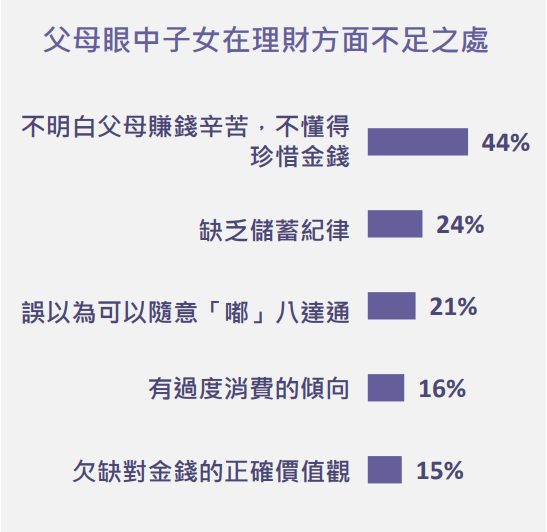 父母眼中子女在理財方面不足之處
不明白父母賺錢辛苦，不懂得
珍惜金錢
44%
缺乏儲蓄紀律
24%
誤以為可以隨意「嘟」八達通
21%
有過度消費的傾向
16%
欠缺對金錢的正確價值觀
15%